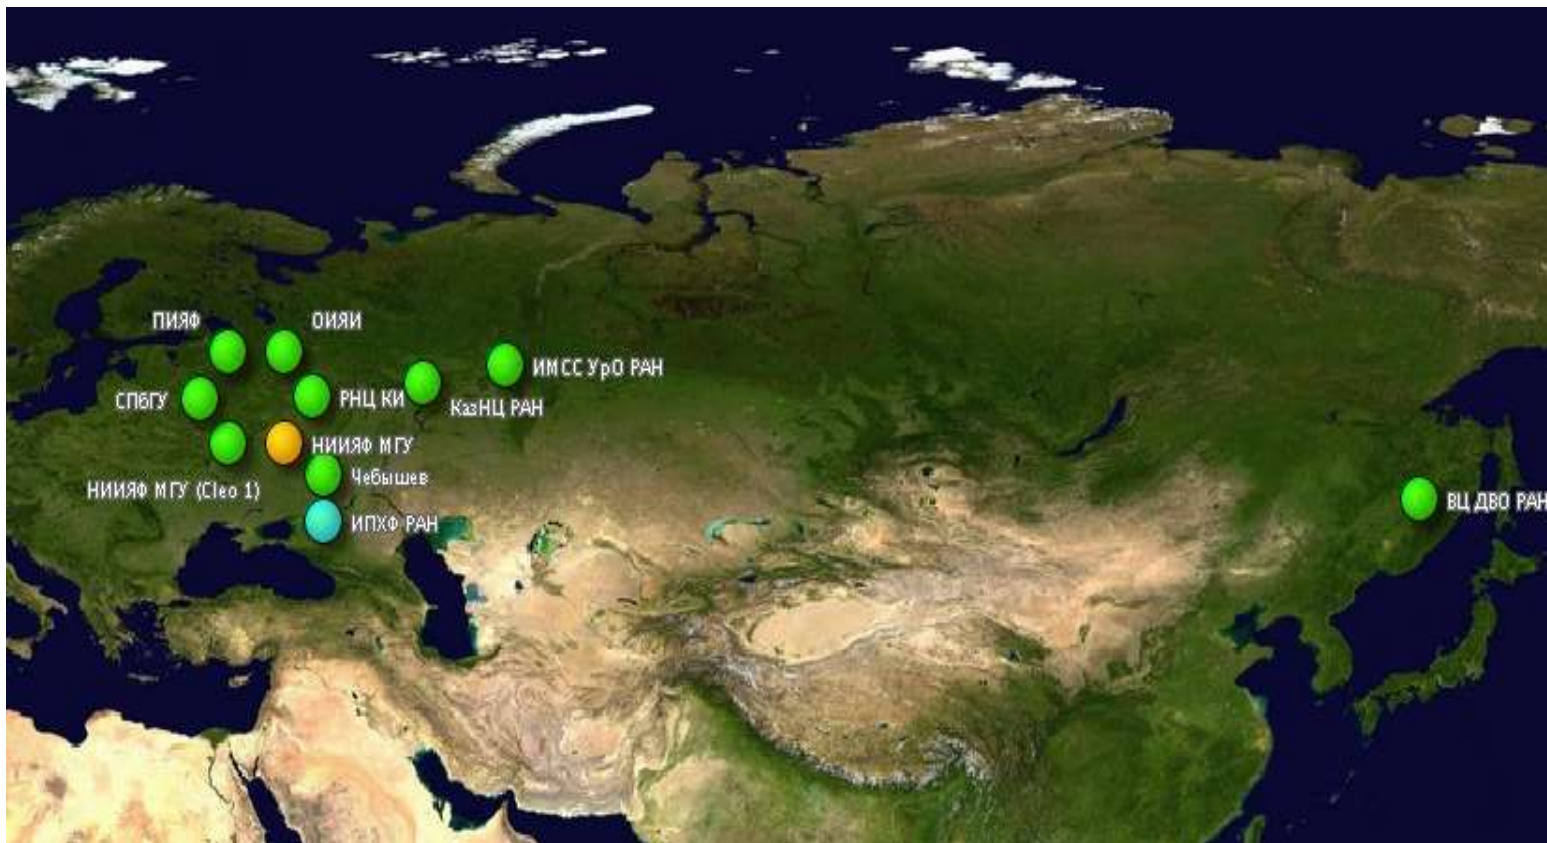 ПИЯФ
ОИЯИ
ИМСС УрО РАН
СПбГУ
РНЦ КИ
КазНЦ РАН
НИИЯФ МГУ
Чебышев
НИИЯФ МГУ (Cleo 1)
ВЦ ДВО РАН
ИПХФ РАН